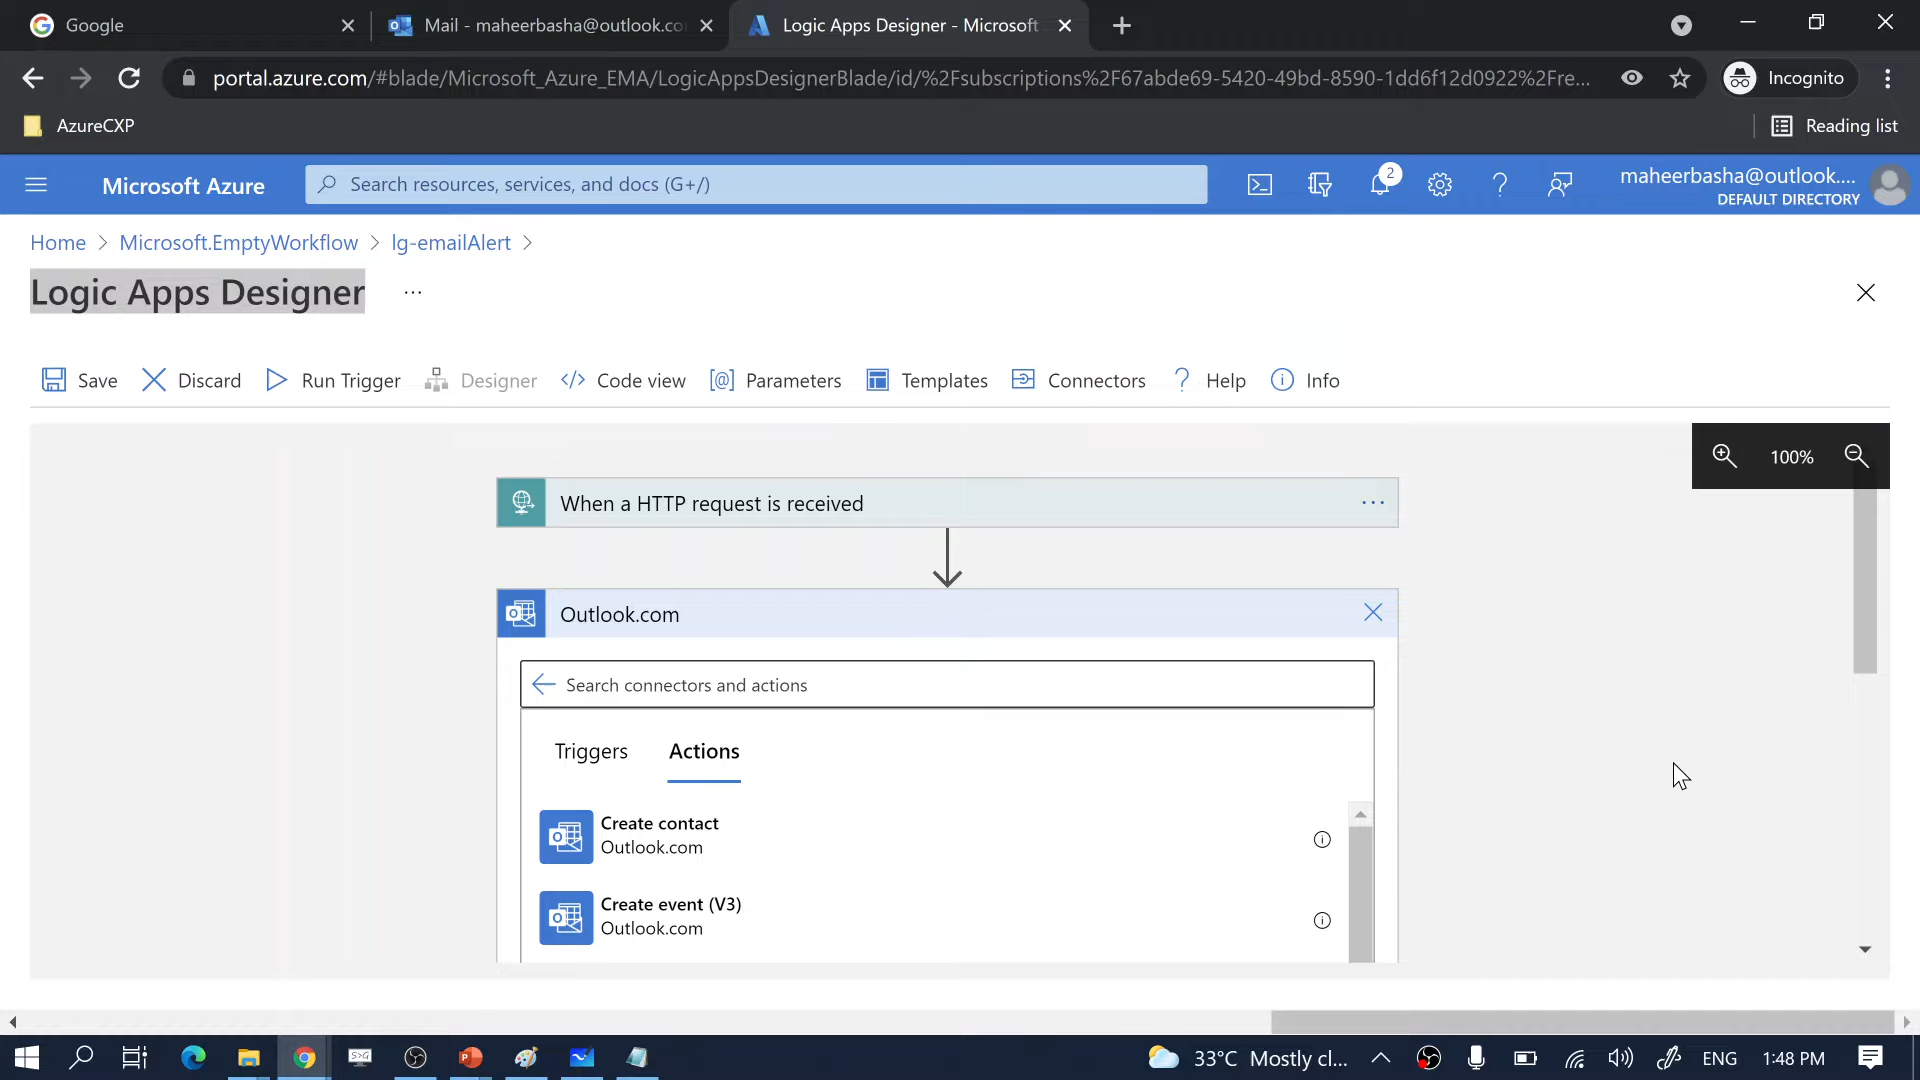 Google
Mail - maheerbasha@outlook.co
Logic Apps Designer - Microsoft
portal.azure.com/#blade/Microsoft_Azure_EMA/LogicAppsDesignerBlade/id/%2Fsubscriptions%2F67abde69-5420-49bd-8590-1dd6f12d0922%2Fre...
Incognito
AzureCXP
Reading list
Microsoft Azure
Search resources, services, and docs (G+/)
2
maheerbasha@outlook....
DEFAULT DIRECTORY
Home > Microsoft.EmptyWorkflow > lg-emailAlert >
Logic Apps Designer ...
Save
Discard
Run Trigger
Designer
Code view
Parameters
Templates
Connectors
Help
Info
100%
When a HTTP request is received
Outlook.com
Search connectors and actions
Triggers
Actions
Create contact
Outlook.com
Create event (V3)
Outlook.com
33°C Mostly cl...
ENG
1:48 PM